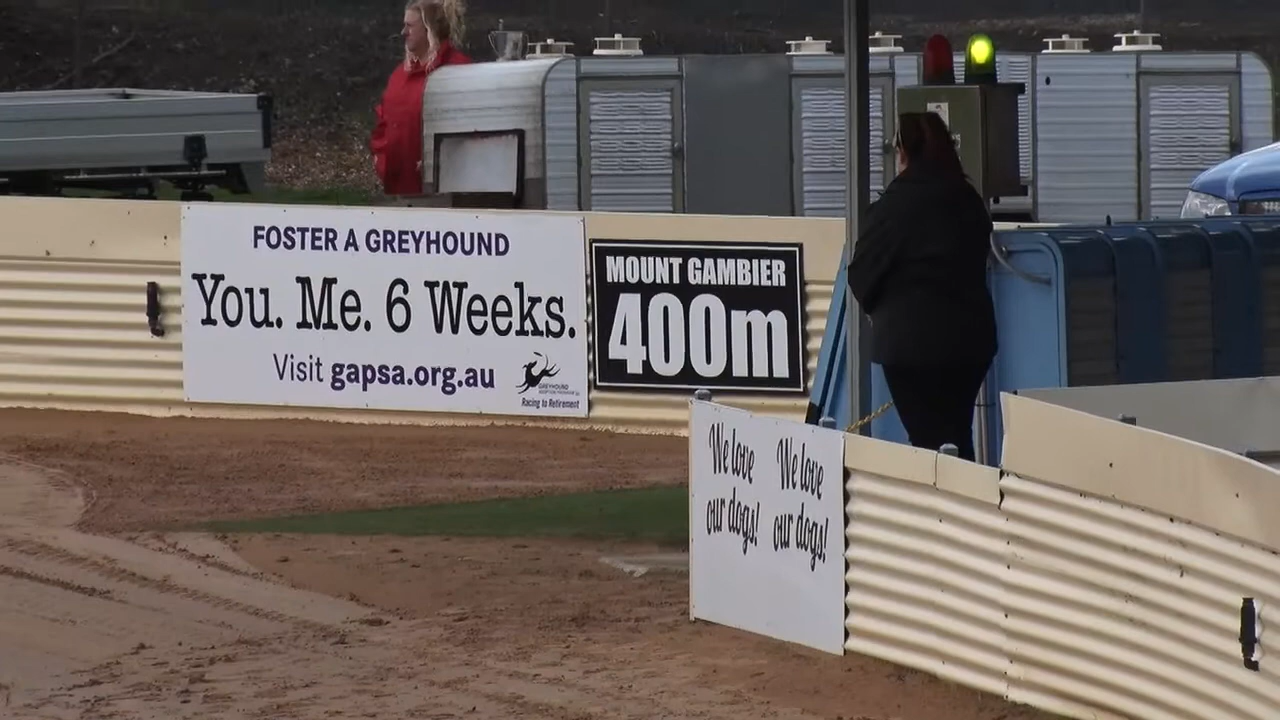 FOSTER A GREYHOUND
You. Me. 6 Weeks.
Visit gapsa.org.au
GREYHOUND
Racing to Retirement
MOUNT GAMBIER
400m
We love
our dogs!
We love
our dogs!